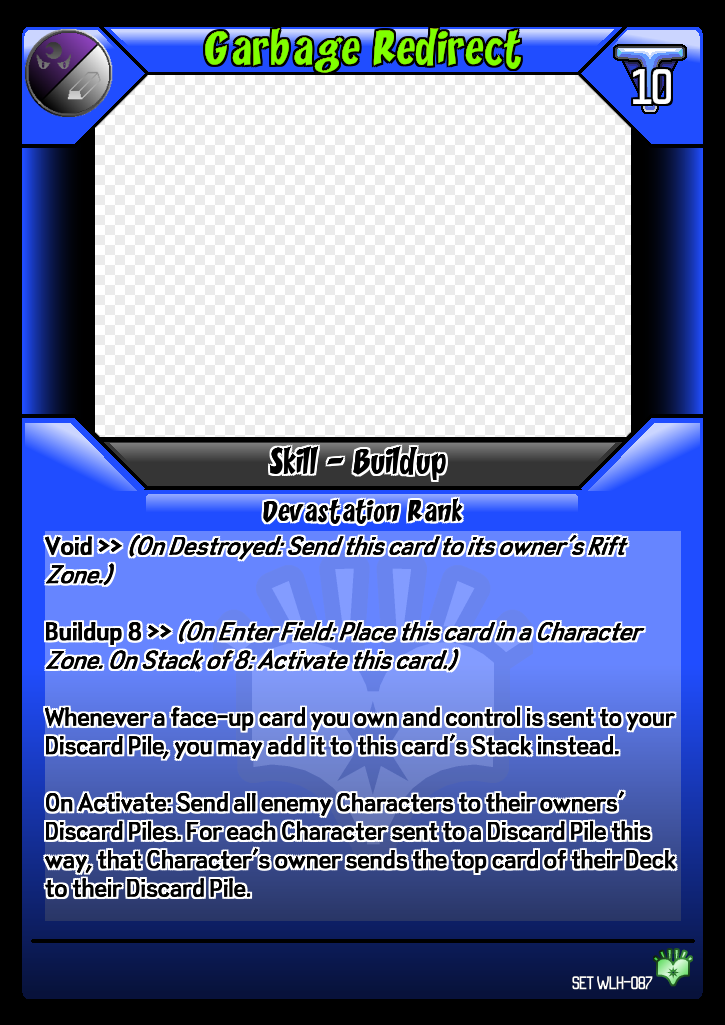 Garbage Redirect
10
Skill - Buildup
Devastation Rank
Void >> (On Destroyed: Send this card to its owner's Rift
Zone.)
Buildup 8 >> (On Enter Field: Place this card in a Character
Zone. On Stack of 8: Activate this card.)
Whenever a face-up card you own and control is sent to your
Discard Pile, you may add it to this card's Stack instead.
On Activate: Send all enemy Characters to their owners'
Discard Piles. For each Character sent to a Discard Pile this
way, that Character's owner sends the top card of their Deck
to their Discard Pile.
SET WLH-087